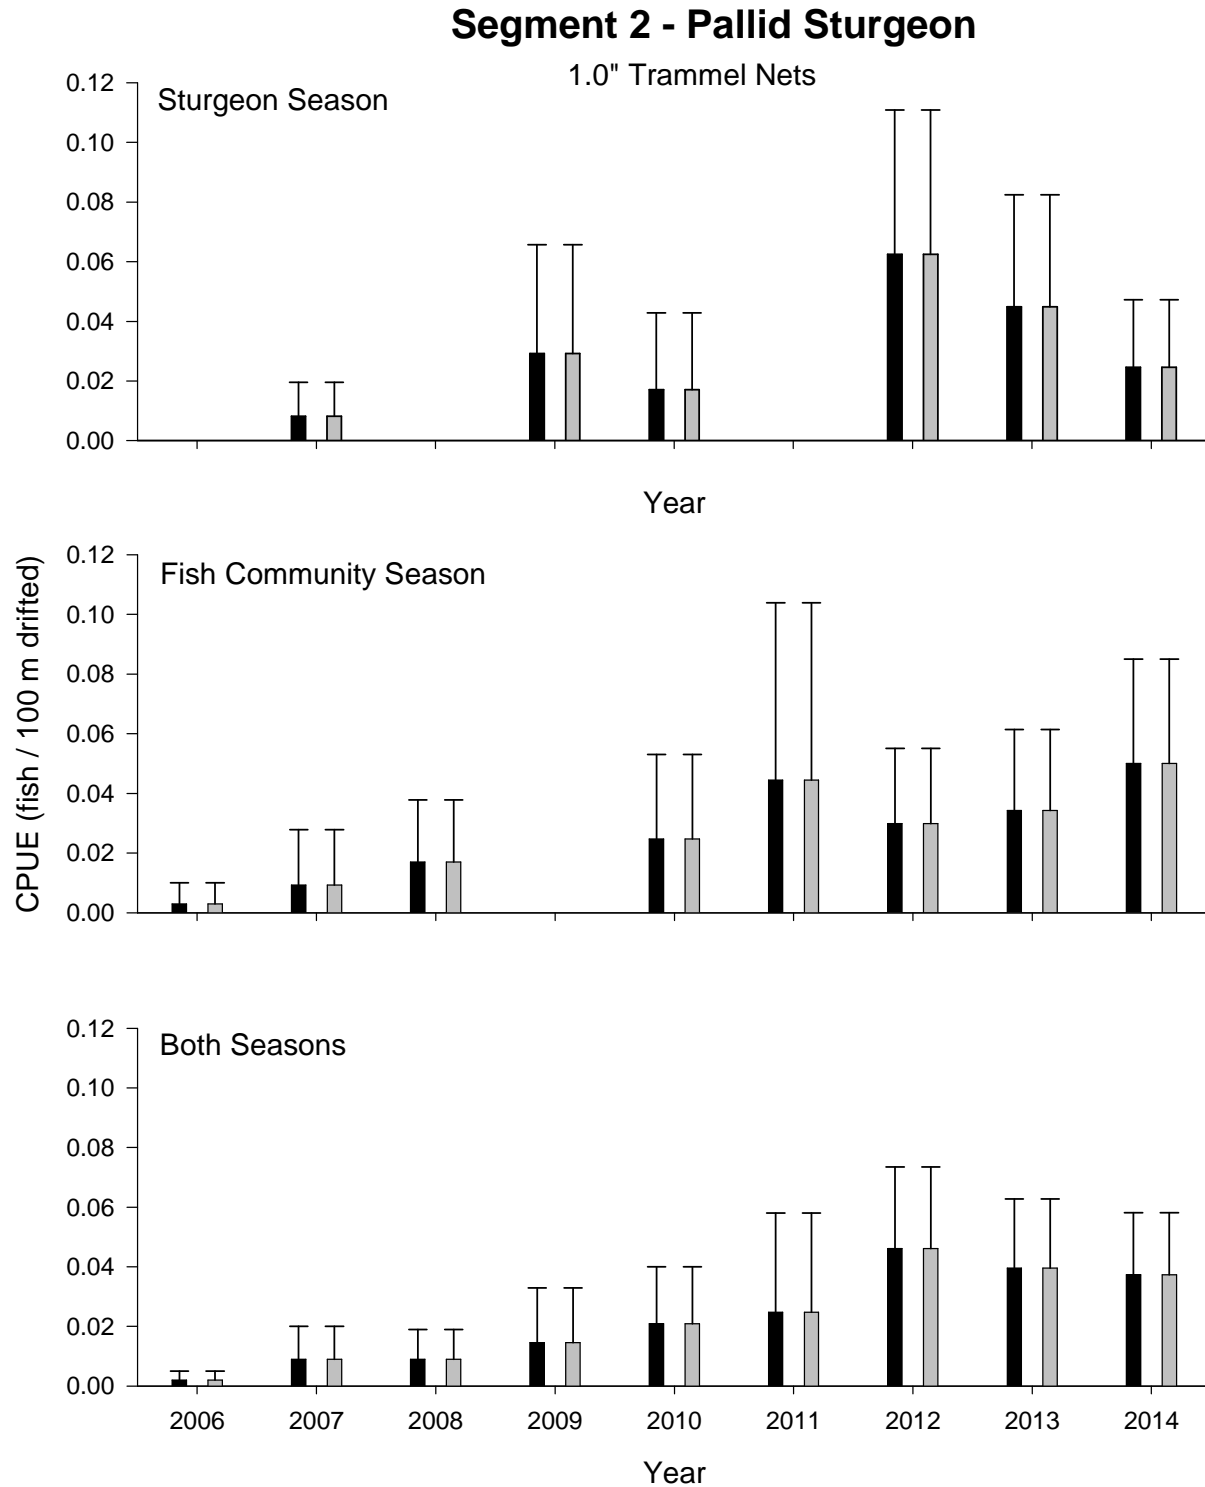 Segment 2 - Pallid Sturgeon
1.0" Trammel Nets
Sturgeon Season
0.12
0.10
0.08
0.06
0.04
0.02
0.00
Year
CPUE (fish / 100 m drifted)
Fish Community Season
0.12
0.10
0.08
0.06
0.04
0.02
0.00
Both Seasons
0.12
0.10
0.08
0.06
0.04
0.02
0.00
2006 2007 2008 2009 2010 2011 2012 2013 2014
Year